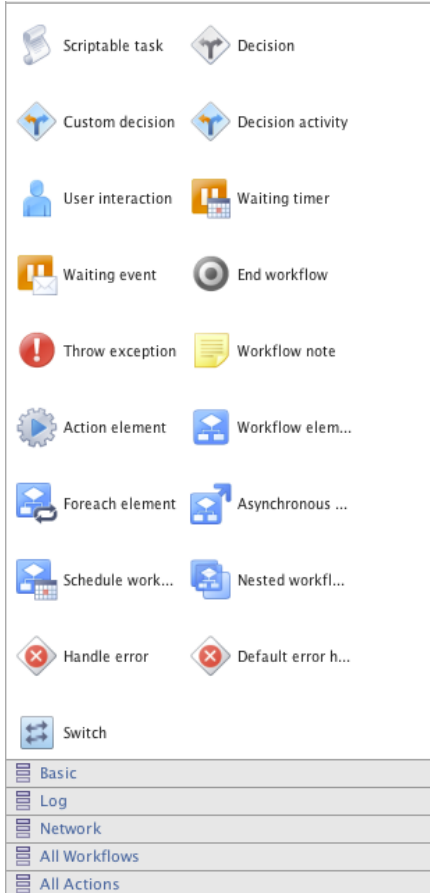 Scriptable task Decision
Custom decision Decision activity
User interaction Waiting timer
Waiting event End workflow
Throw exception Workflow note
Action element Workflow elem...
Foreach element Asynchronous ...
Schedule work... Nested workfl...
Handle error Default error h...
Switch
Basic
Log
Network
All Workflows
All Actions